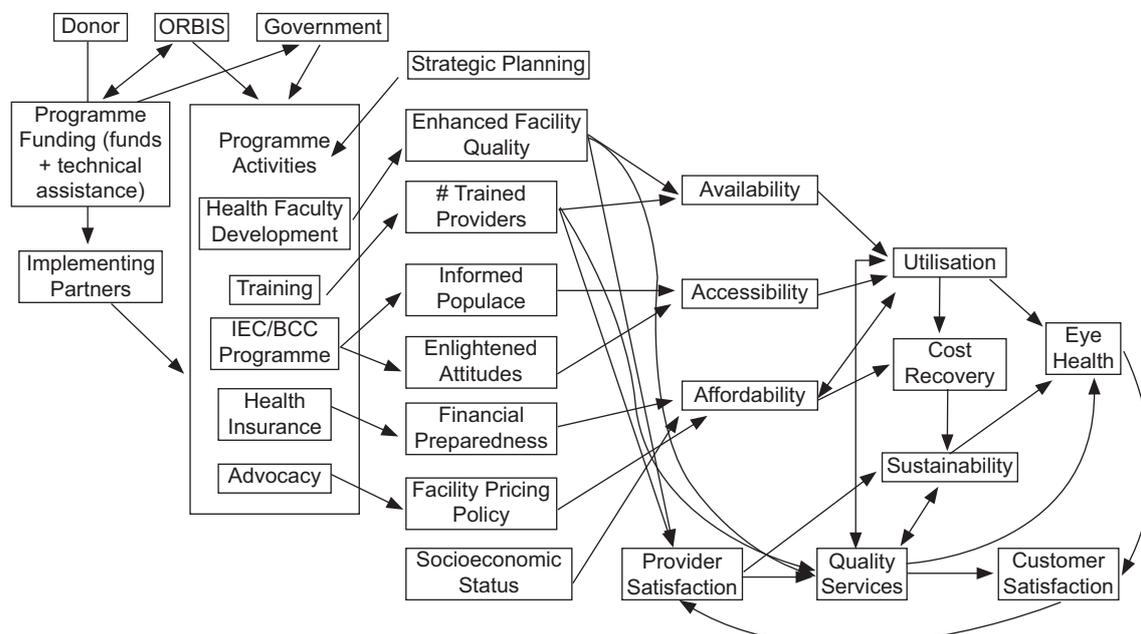 Donor
ORBIS
Government
Programme
Funding (funds
+ technical
assistance)
Implementing
Partners
Programme
Activities
Health Faculty
Development
Training
IEC/BCC
Programme
Health
Insurance
Advocacy
Strategic Planning
Enhanced Facility
Quality
# Trained
Providers
Informed
Populace
Enlightened
Attitudes
Financial
Preparedness
Facility Pricing
Policy
Socioeconomic
Status
Availability
Accessibility
Affordability
Provider
Satisfaction
Utilisation
Cost
Recovery
Sustainability
Quality
Services
Eye
Health
Customer
Satisfaction